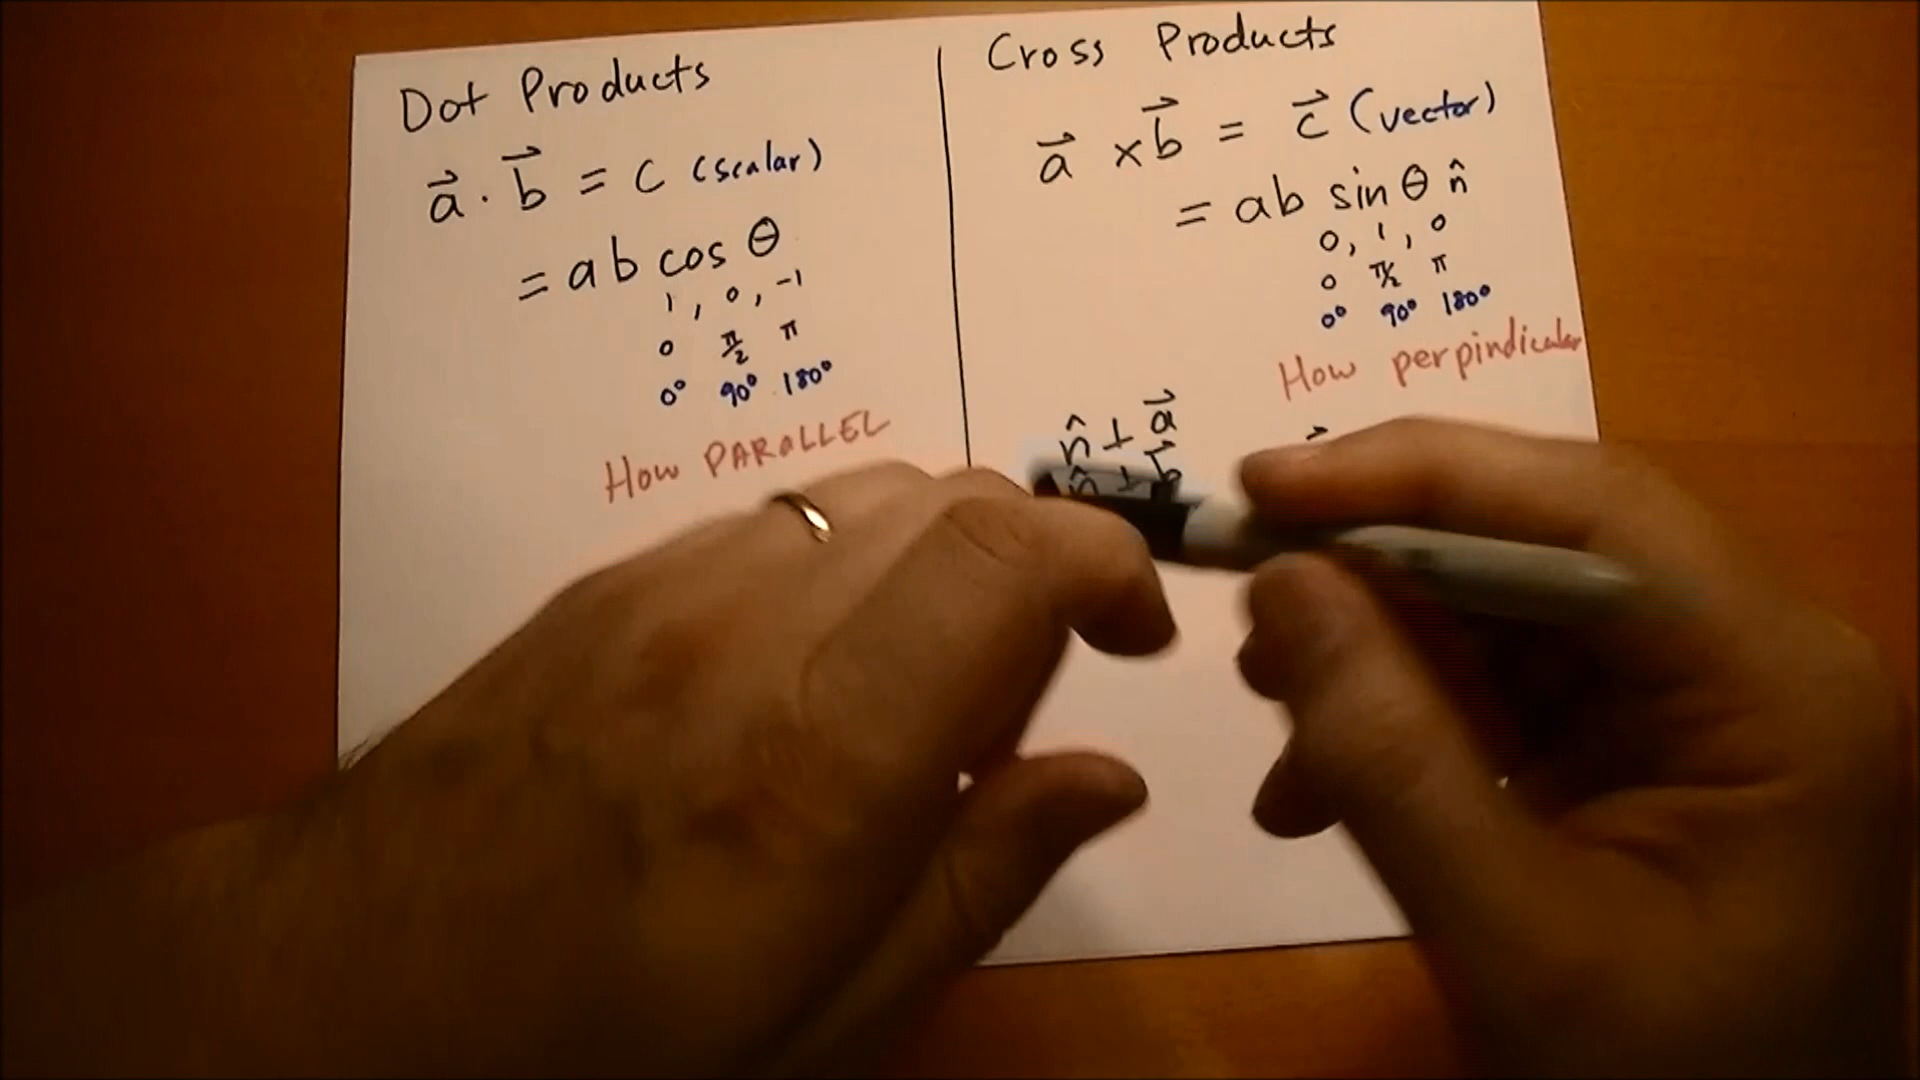 Dot Products
a⃗ · b⃗ = c (scalar)
= a b cos θ
1, 0, -1
0 π/2 π
0° 90° 180°
How PARALLEL
Cross Products
a⃗ × b⃗ = c⃗ (vector)
= ab sin θ n̂
0, 1, 0
0 π/2 π
0° 90° 180°
How perpindicular
n̂ ⊥ a⃗
n̂ ⊥ b⃗